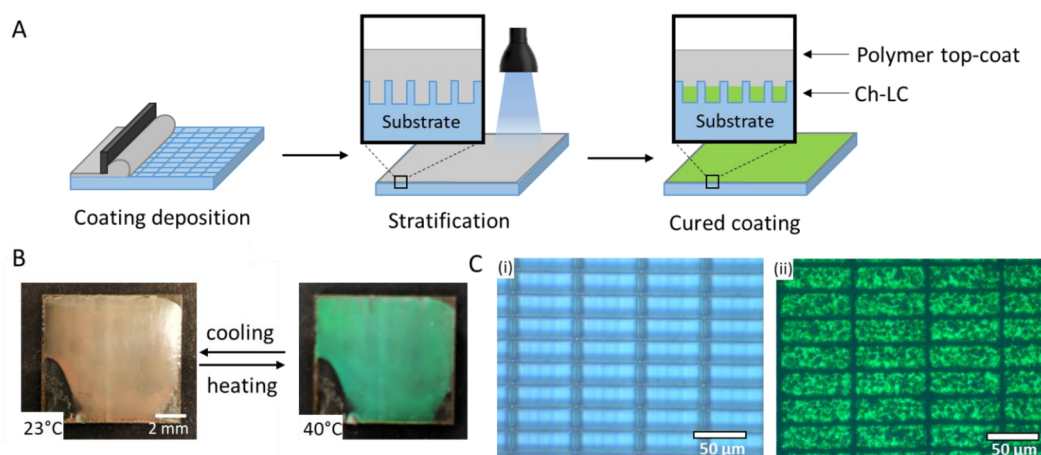 A
Substrate
Substrate
Polymer top-coat
Ch-LC
Coating deposition
Stratification
Cured coating
B
cooling
heating
23°C
2 mm
40°C
C
(i)
50 µm
(ii)
50 µm